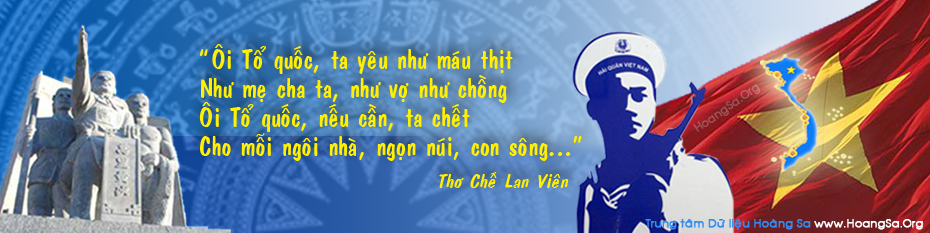 “Ôi Tổ quốc, ta yêu như máu thịt
Như mẹ cha ta, như vợ như chồng
Ôi Tổ quốc, nếu cần, ta chết
Cho mỗi ngôi nhà, ngọn núi, con sông...”
Thơ Chế Lan Viên
HẢI QUÂN VIỆT NAM
HoangSa.Org
HoangSa.Org
Trung tâm Dữ liệu Hoàng Sa www.HoangSa.Org